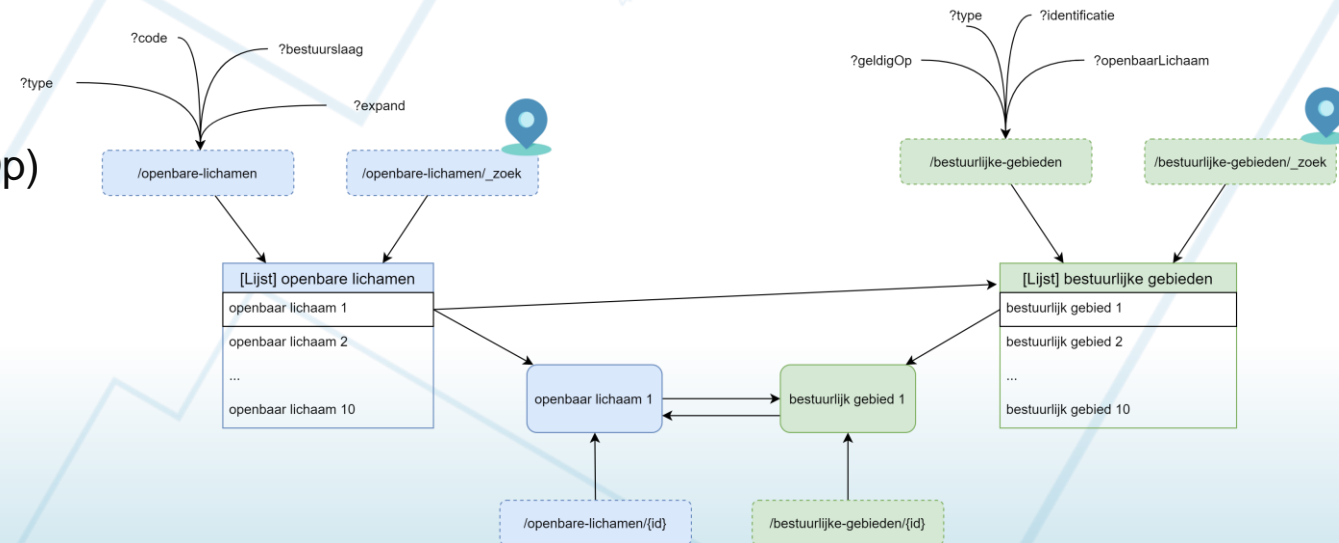 ?code
?bestuurslaag
?type
?expand
?type
?identificatie
?geldigOp
?openbaarLichaam
p)
/openbare-lichamen
/openbare-lichamen/_zoek
/bestuurlijke-gebieden
/bestuurlijke-gebieden/_zoek
[Lijst] openbare lichamen
openbaar lichaam 1
openbaar lichaam 2
...
openbaar lichaam 10
[Lijst] bestuurlijke gebieden
bestuurlijk gebied 1
bestuurlijk gebied 2
...
bestuurlijk gebied 10
openbaar lichaam 1
bestuurlijk gebied 1
/openbare-lichamen/{id}
/bestuurlijke-gebieden/{id}